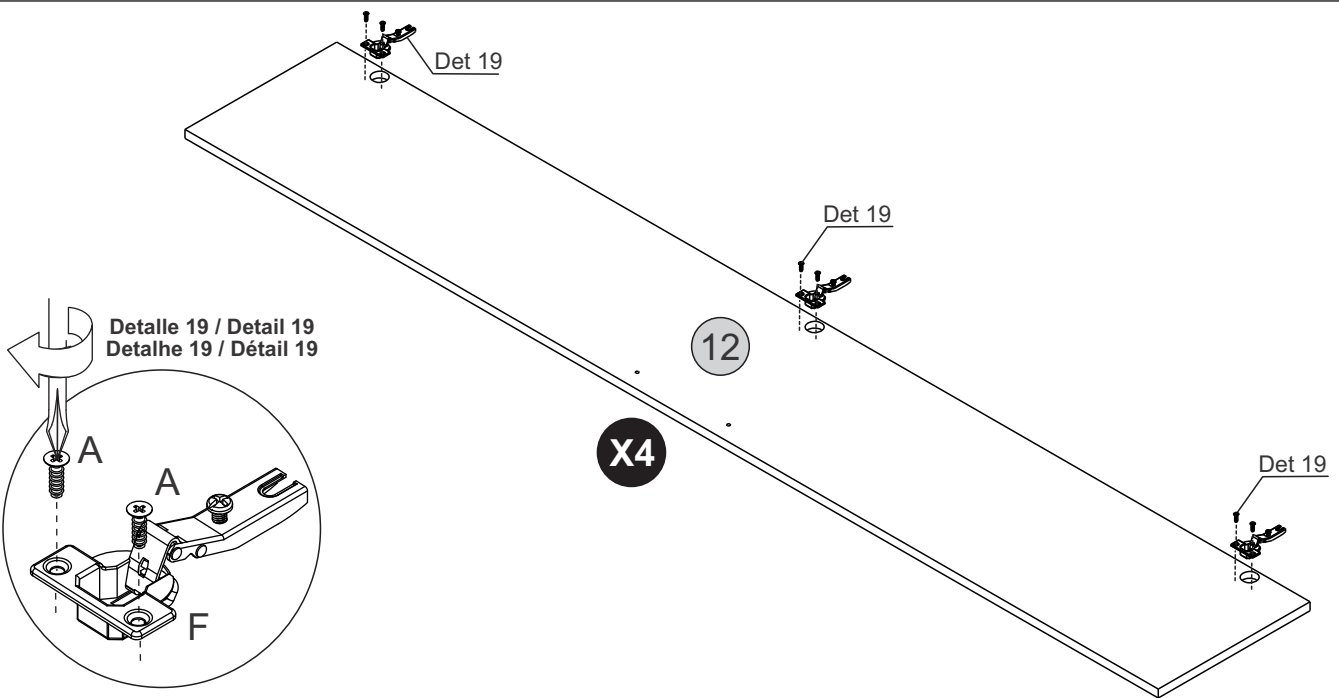 Det 19
Det 19
12
Detalle 19 / Detail 19
Detalhe 19 / Détail 19
A
A
X4
Det 19
F